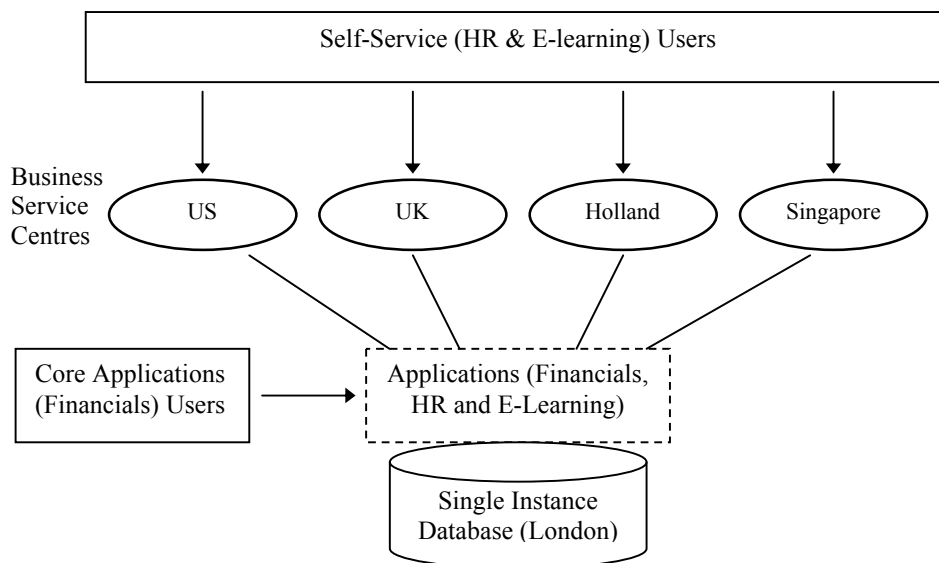 Self-Service (HR & E-learning) Users
Business
Service
Centres
US
UK
Holland
Singapore
Core Applications
(Financials) Users
Applications (Financials,
HR and E-Learning)
Single Instance
Database (London)